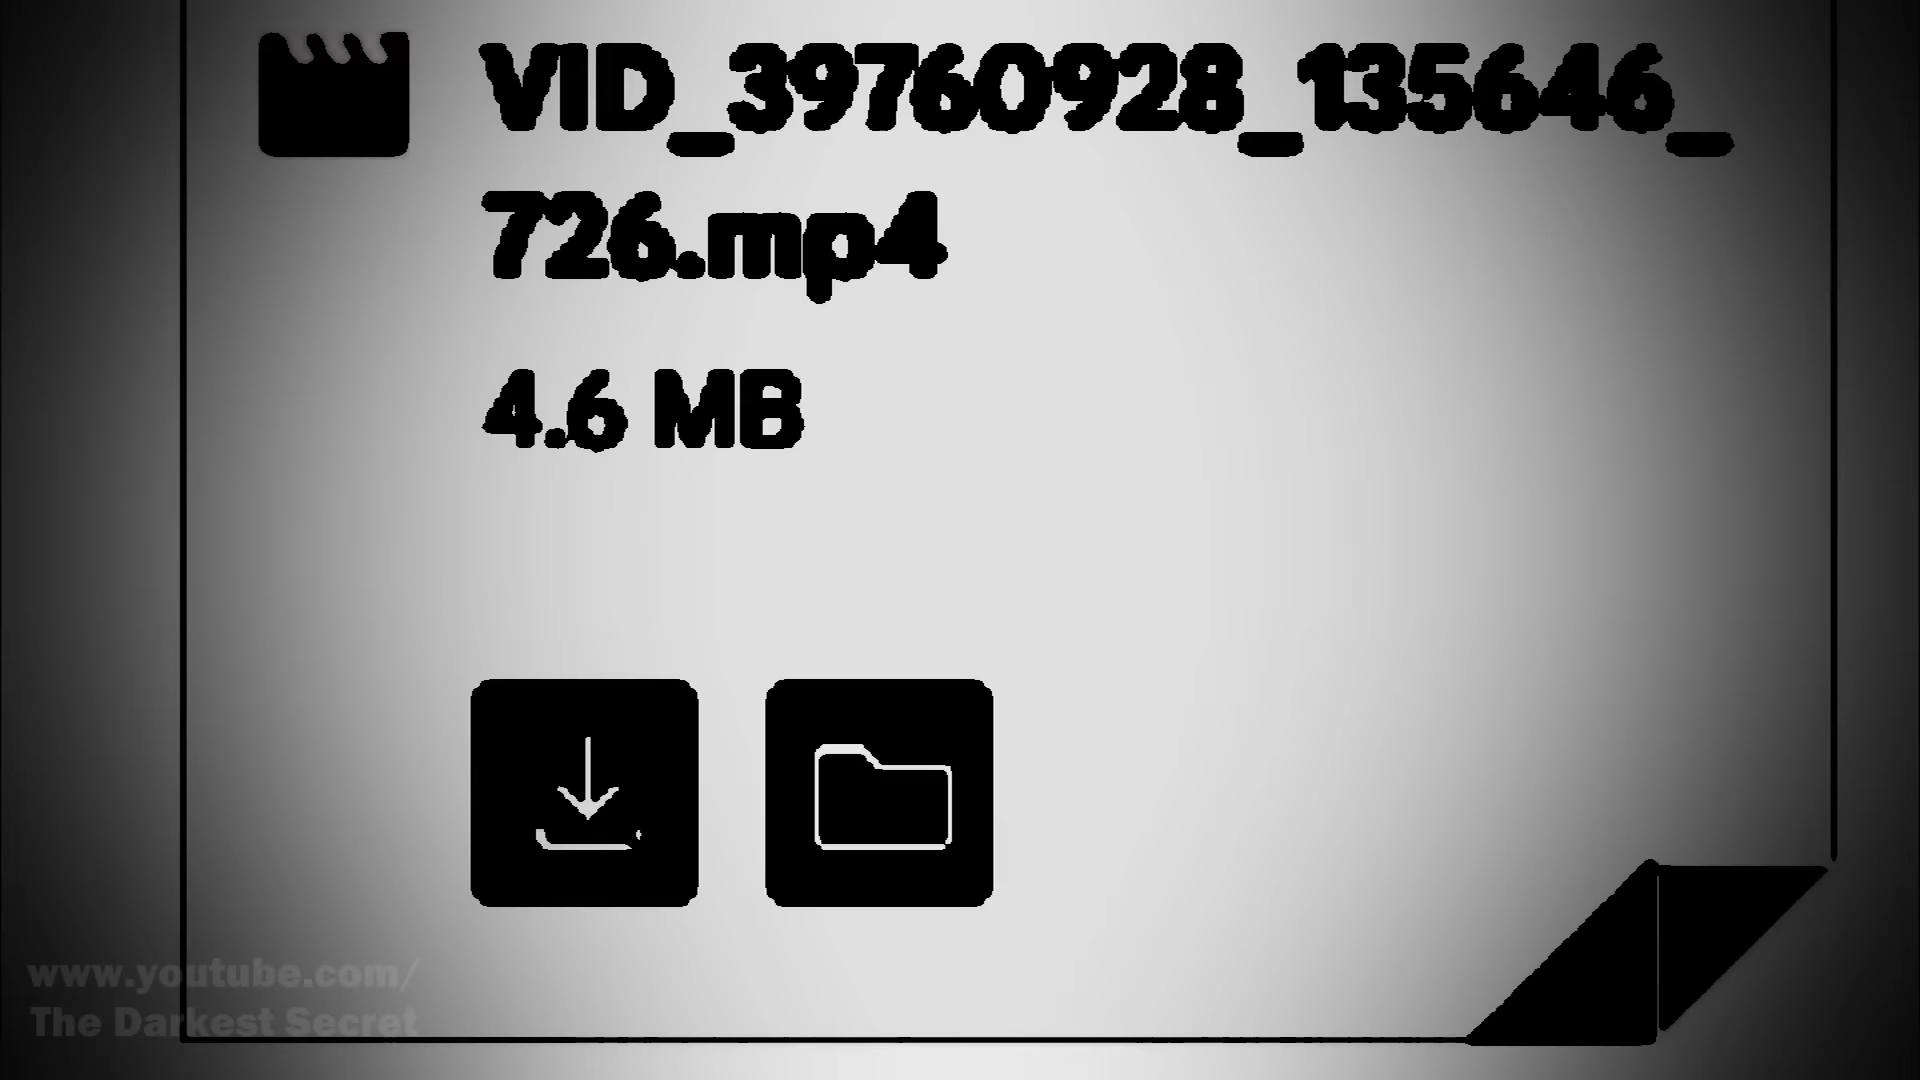 VID_39760928_135646_
726.mp4
4.6 MB
www.youtube.com/
The Darkest Secret